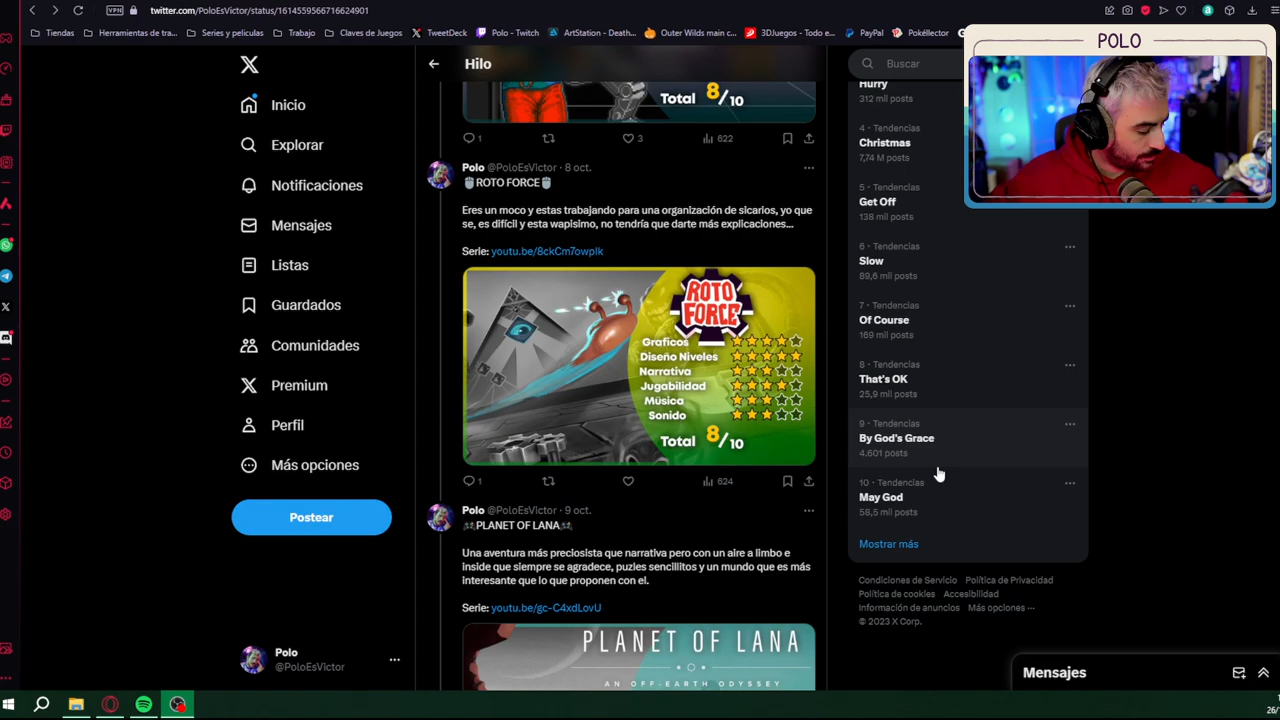 twitter.com/PoloEsVictor/status/1614559566716624901
VPN
Tiendas
Herramientas de tra...
Series y peliculas
Trabajo
Claves de Juegos
TweetDeck
Polo - Twitch
ArtStation - Death...
Outer Wilds main c...
3DJuegos - Todo e...
PayPal
Pokéllector
POLO
Inicio
Explorar
Notificaciones
Mensajes
Listas
Guardados
Comunidades
Premium
Perfil
Más opciones
Postear
Polo
@PoloEsVictor
Hilo
Total 8/10
1
3
622
Polo @PoloEsVictor · 8 oct.
ROTO FORCE
Eres un moco y estas trabajando para una organización de sicarios, yo que
se, es difícil y esta wapisimo, no tendría que darte más explicaciones...
Serie: youtu.be/8ckCm7owpIk
ROTO
FORCE
Graficos
Diseño Niveles
Narrativa
Jugabilidad
Música
Sonido
Total 8/10
1
624
Polo @PoloEsVictor · 9 oct.
PLANET OF LANA
Una aventura más preciosista que narrativa pero con un aire a limbo e
inside que siempre se agradece, puzles sencillitos y un mundo que es más
interesante que lo que proponen con el.
Serie: youtu.be/gc-C4xdLovU
PLANET OF LANA
AN OFF-EARTH ODYSSEY
Buscar
Hurry
312 mil posts
4 · Tendencias
Christmas
7,74 M posts
5 · Tendencias
Get Off
138 mil posts
6 · Tendencias
Slow
89,6 mil posts
7 · Tendencias
Of Course
169 mil posts
8 · Tendencias
That's OK
25,9 mil posts
9 · Tendencias
By God's Grace
4.601 posts
10 · Tendencias
May God
58,5 mil posts
Mostrar más
Condiciones de Servicio Política de Privacidad
Política de cookies Accesibilidad
Información de anuncios Más opciones ···
© 2023 X Corp.
Mensajes
26/